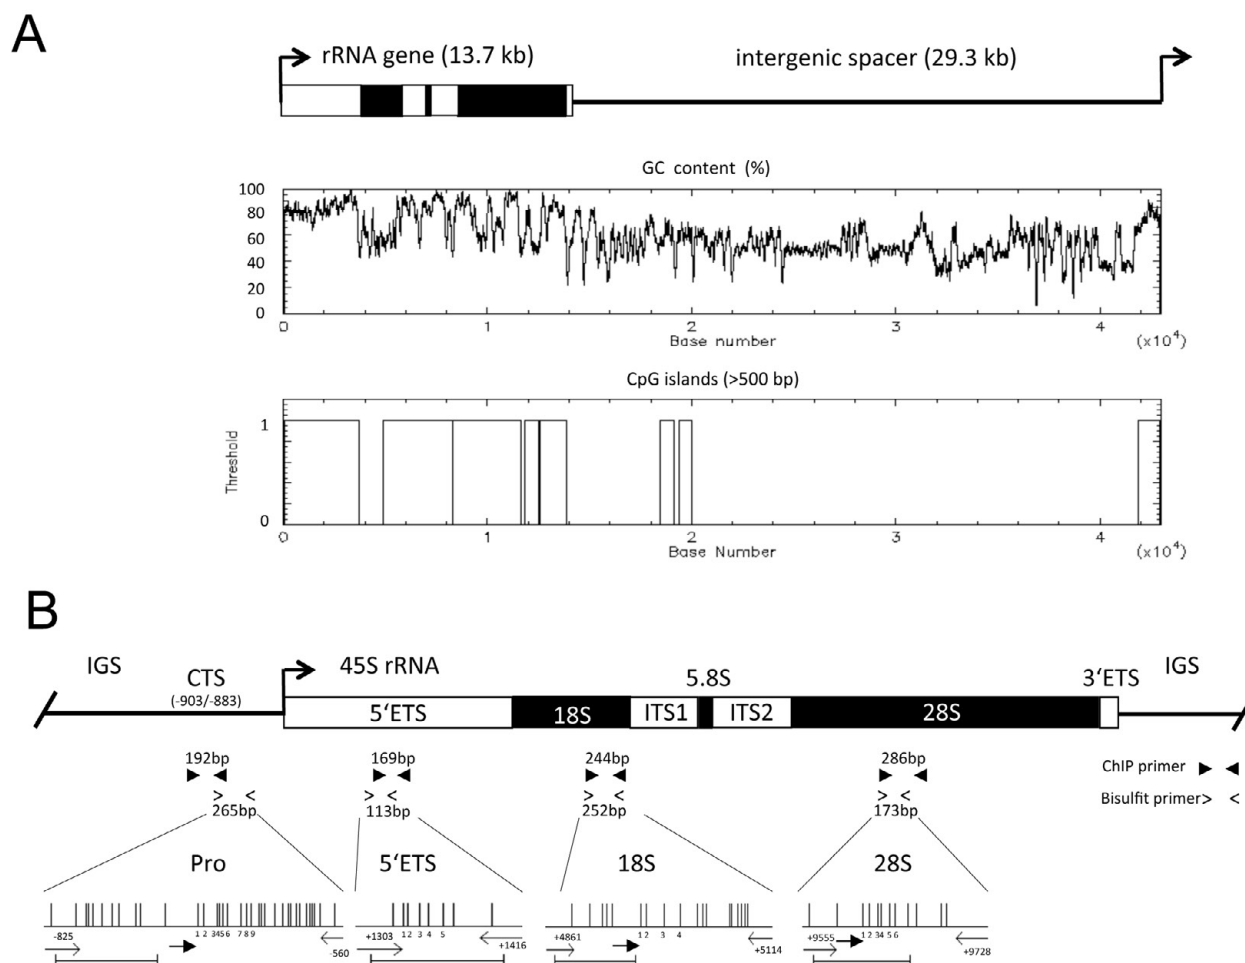 A
rRNA gene (13.7 kb)
intergenic spacer (29.3 kb)
GC content (%)
100
80
60
40
20
0
0 1 2 3 4
Base number (x10⁴)
CpG islands (>500 bp)
Threshold
1
0
0 1 2 3 4
Base Number (x10⁴)
B
IGS CTS 45S rRNA 5.8S 3‘ETS IGS
(-903/-883)
5‘ETS 18S ITS1 ITS2 28S
192bp 169bp 244bp 286bp
ChIP primer
Bisulfit primer> <
> < > < > < > <
265bp 113bp 252bp 173bp
Pro 5‘ETS 18S 28S
-825 1 2 3456 7 8 9 -560
+1303 1 2 3 4 5 +1416
+4861 1 2 3 4 +5114
+9555 1 2 34 5 6 +9728